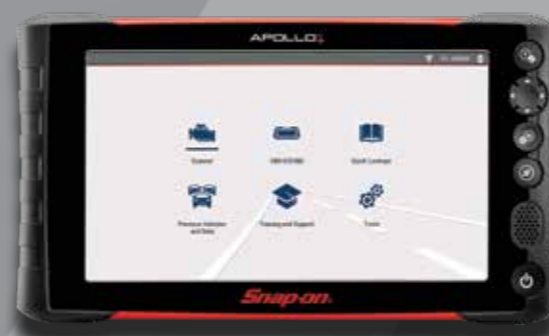 APOLLO
Scanner
OBD-II/EOBD
Quick Lookups
Previous Vehicles
and Data
Training and Support
Tools
Snap-on